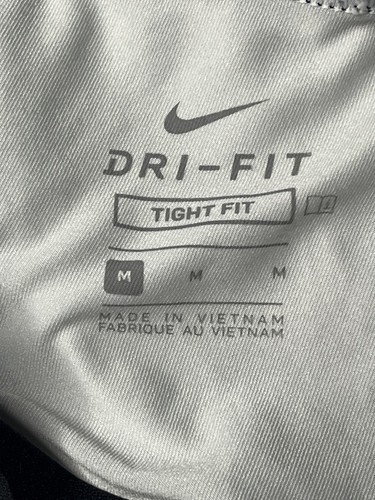 DRI-FIT
TIGHT FIT
M M M
MADE IN VIETNAM
FABRIQUE AU VIETNAM